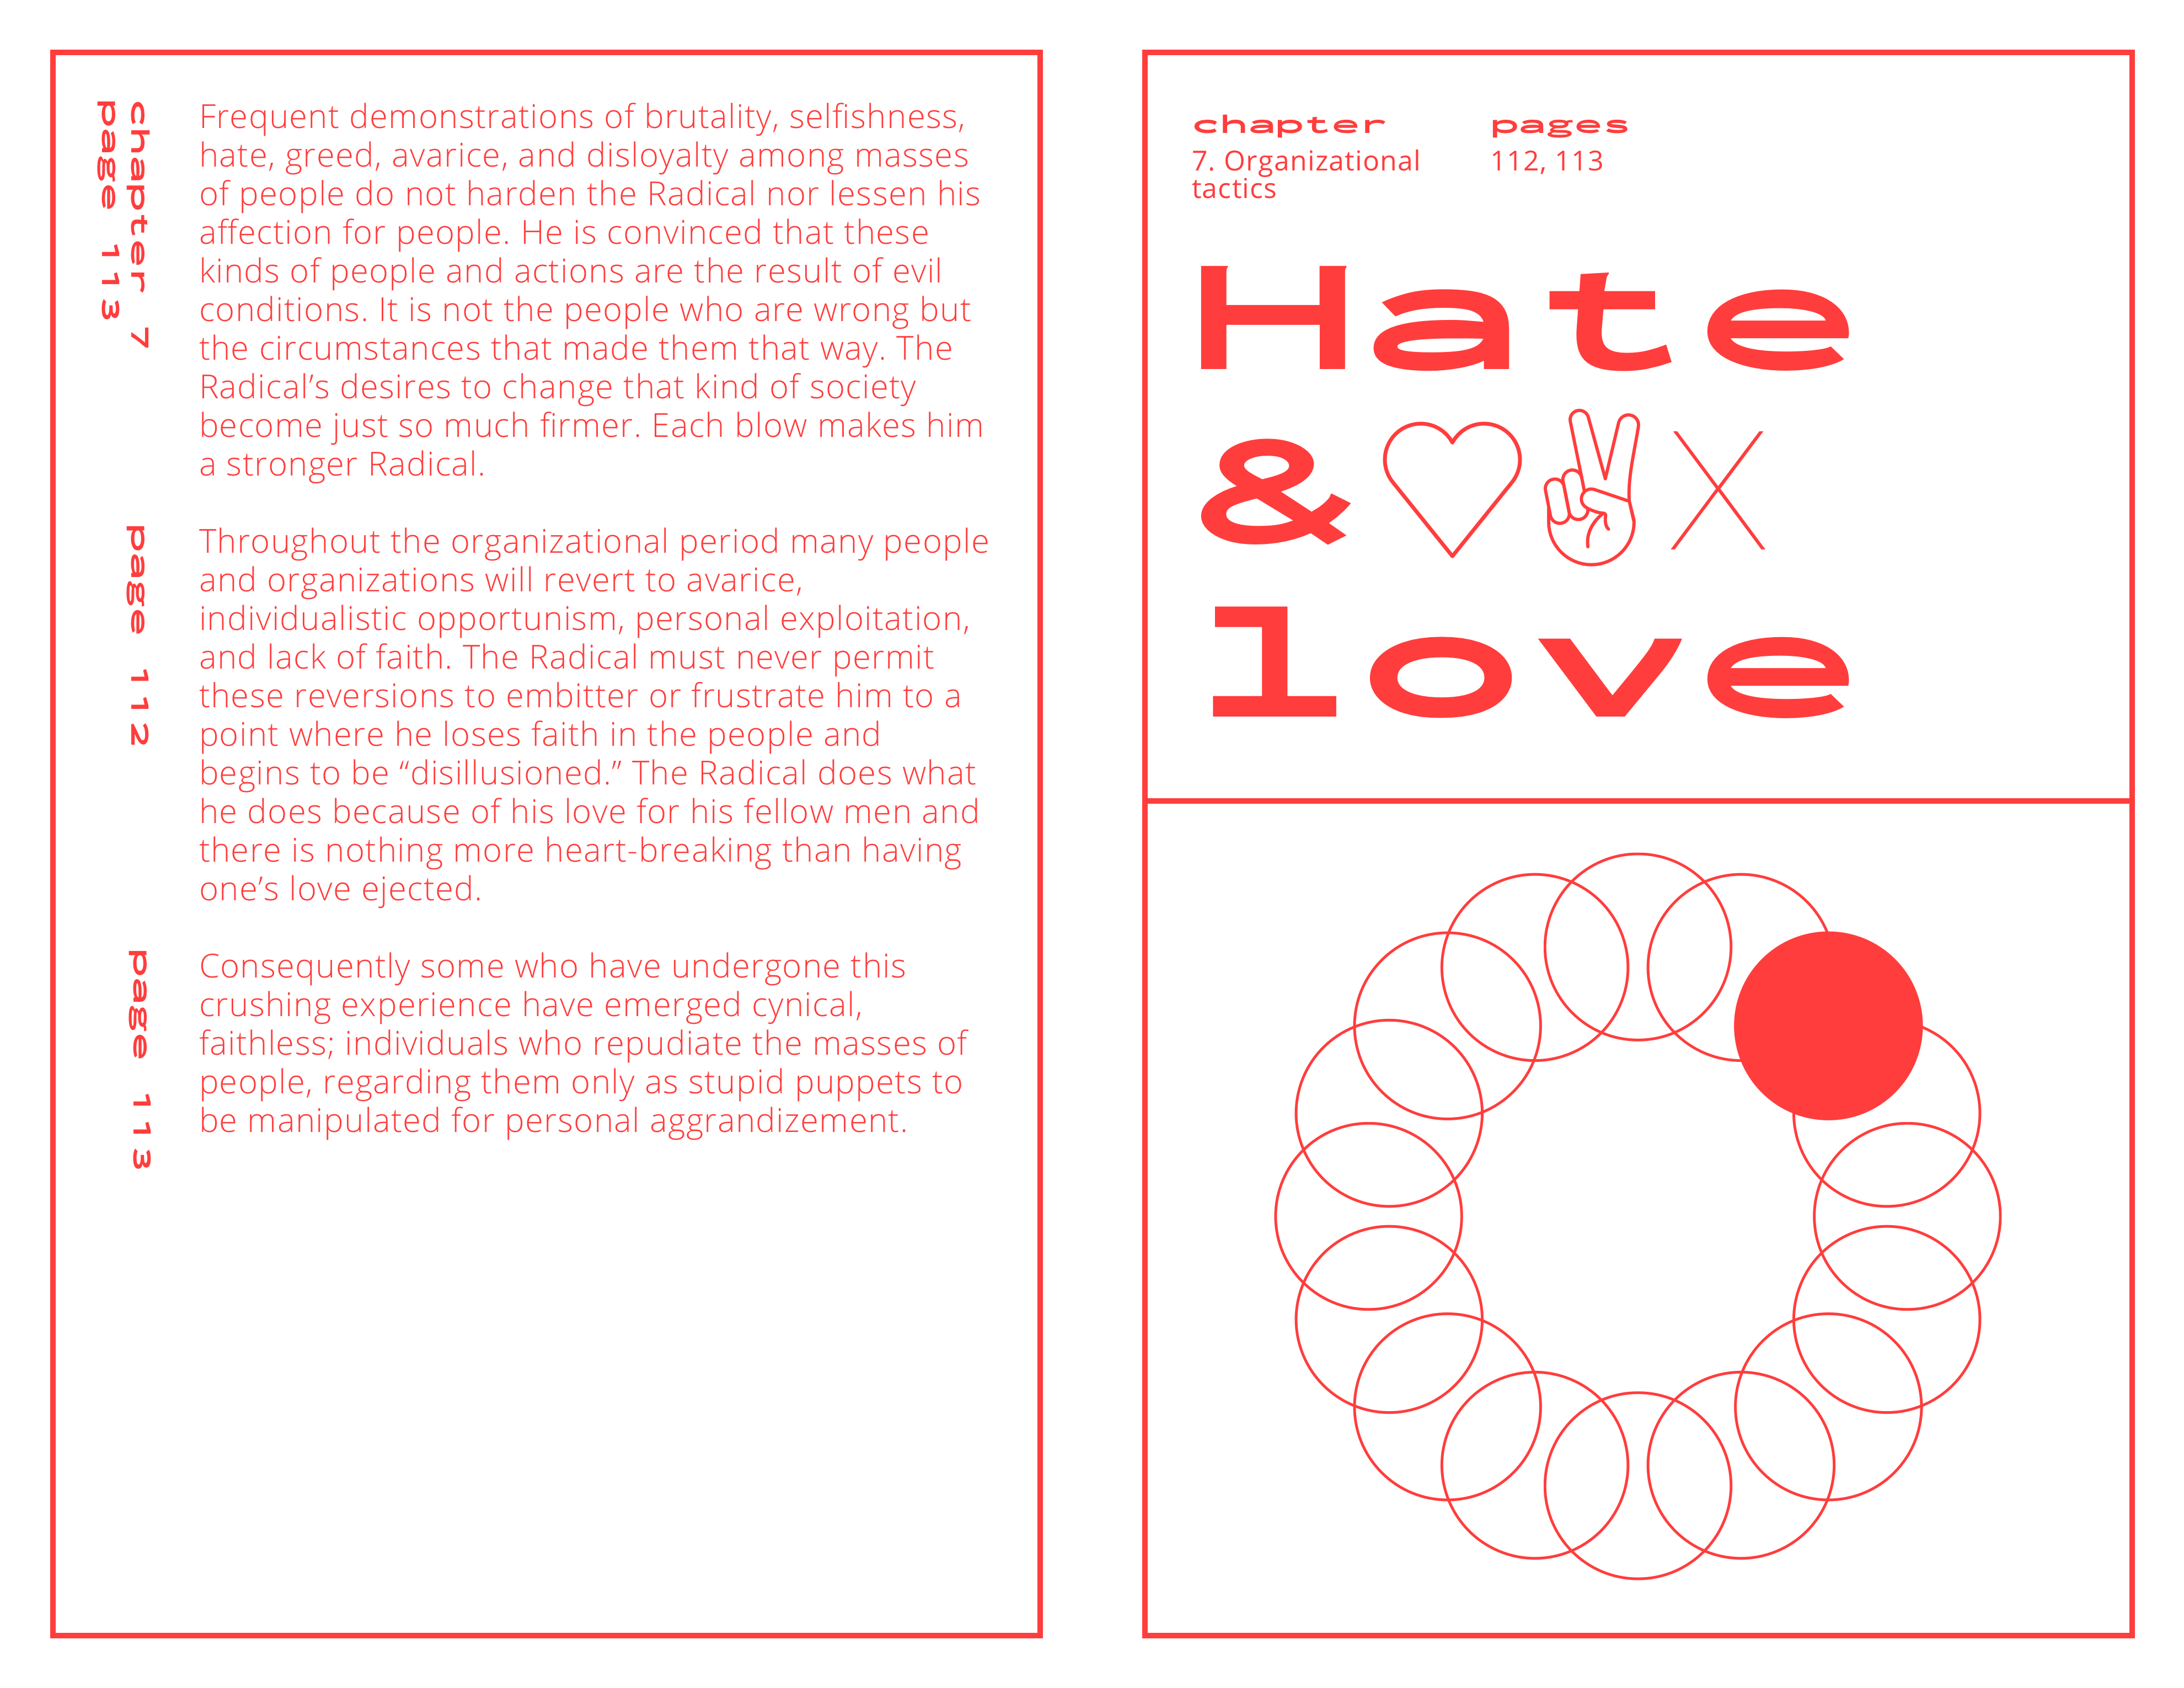 chapter 7
page 113
Frequent demonstrations of brutality, selfishness,
hate, greed, avarice, and disloyalty among masses
of people do not harden the Radical nor lessen his
affection for people. He is convinced that these
kinds of people and actions are the result of evil
conditions. It is not the people who are wrong but
the circumstances that made them that way. The
Radical’s desires to change that kind of society
become just so much firmer. Each blow makes him
a stronger Radical.
page 112
Throughout the organizational period many people
and organizations will revert to avarice,
individualistic opportunism, personal exploitation,
and lack of faith. The Radical must never permit
these reversions to embitter or frustrate him to a
point where he loses faith in the people and
begins to be “disillusioned.” The Radical does what
he does because of his love for his fellow men and
there is nothing more heart-breaking than having
one’s love ejected.
page 113
Consequently some who have undergone this
crushing experience have emerged cynical,
faithless; individuals who repudiate the masses of
people, regarding them only as stupid puppets to
be manipulated for personal aggrandizement.
chapter
7. Organizational
tactics
pages
112, 113
Hate
&
love